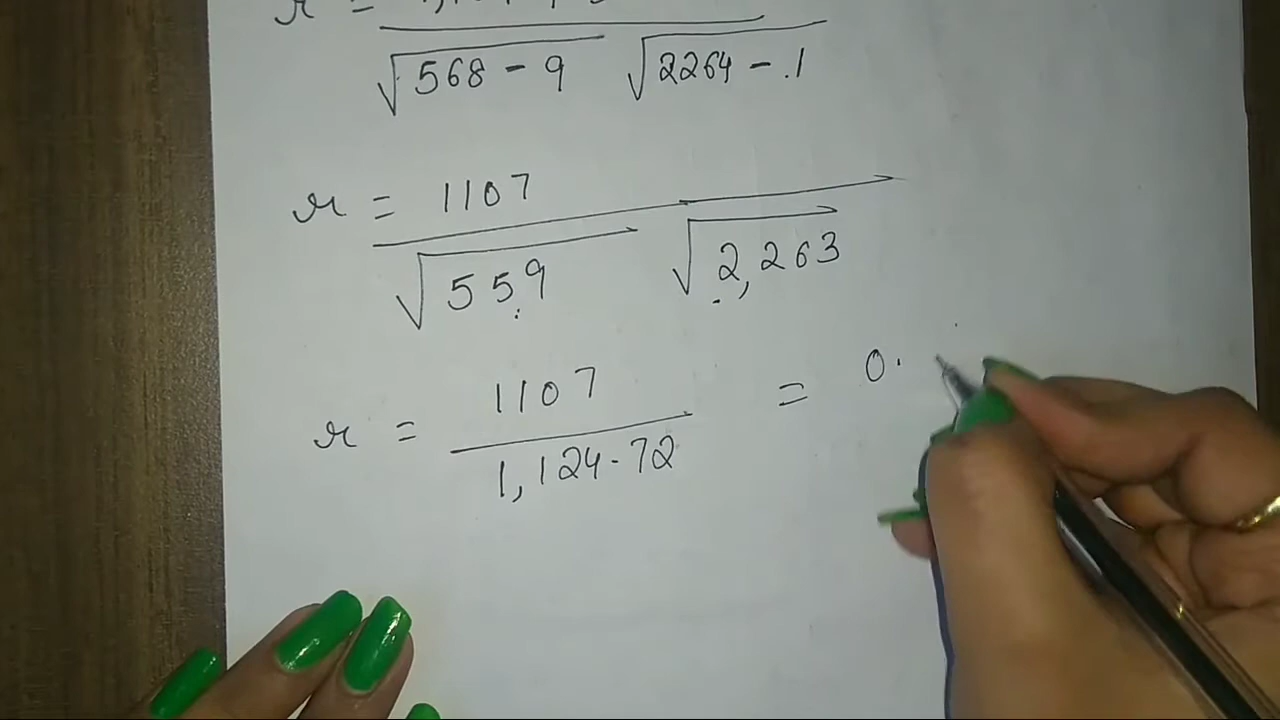 r =
√568 - 9 √2264 - .1
r = 1107
√559 √2,263
r = 1107 = 0.
1,124.72